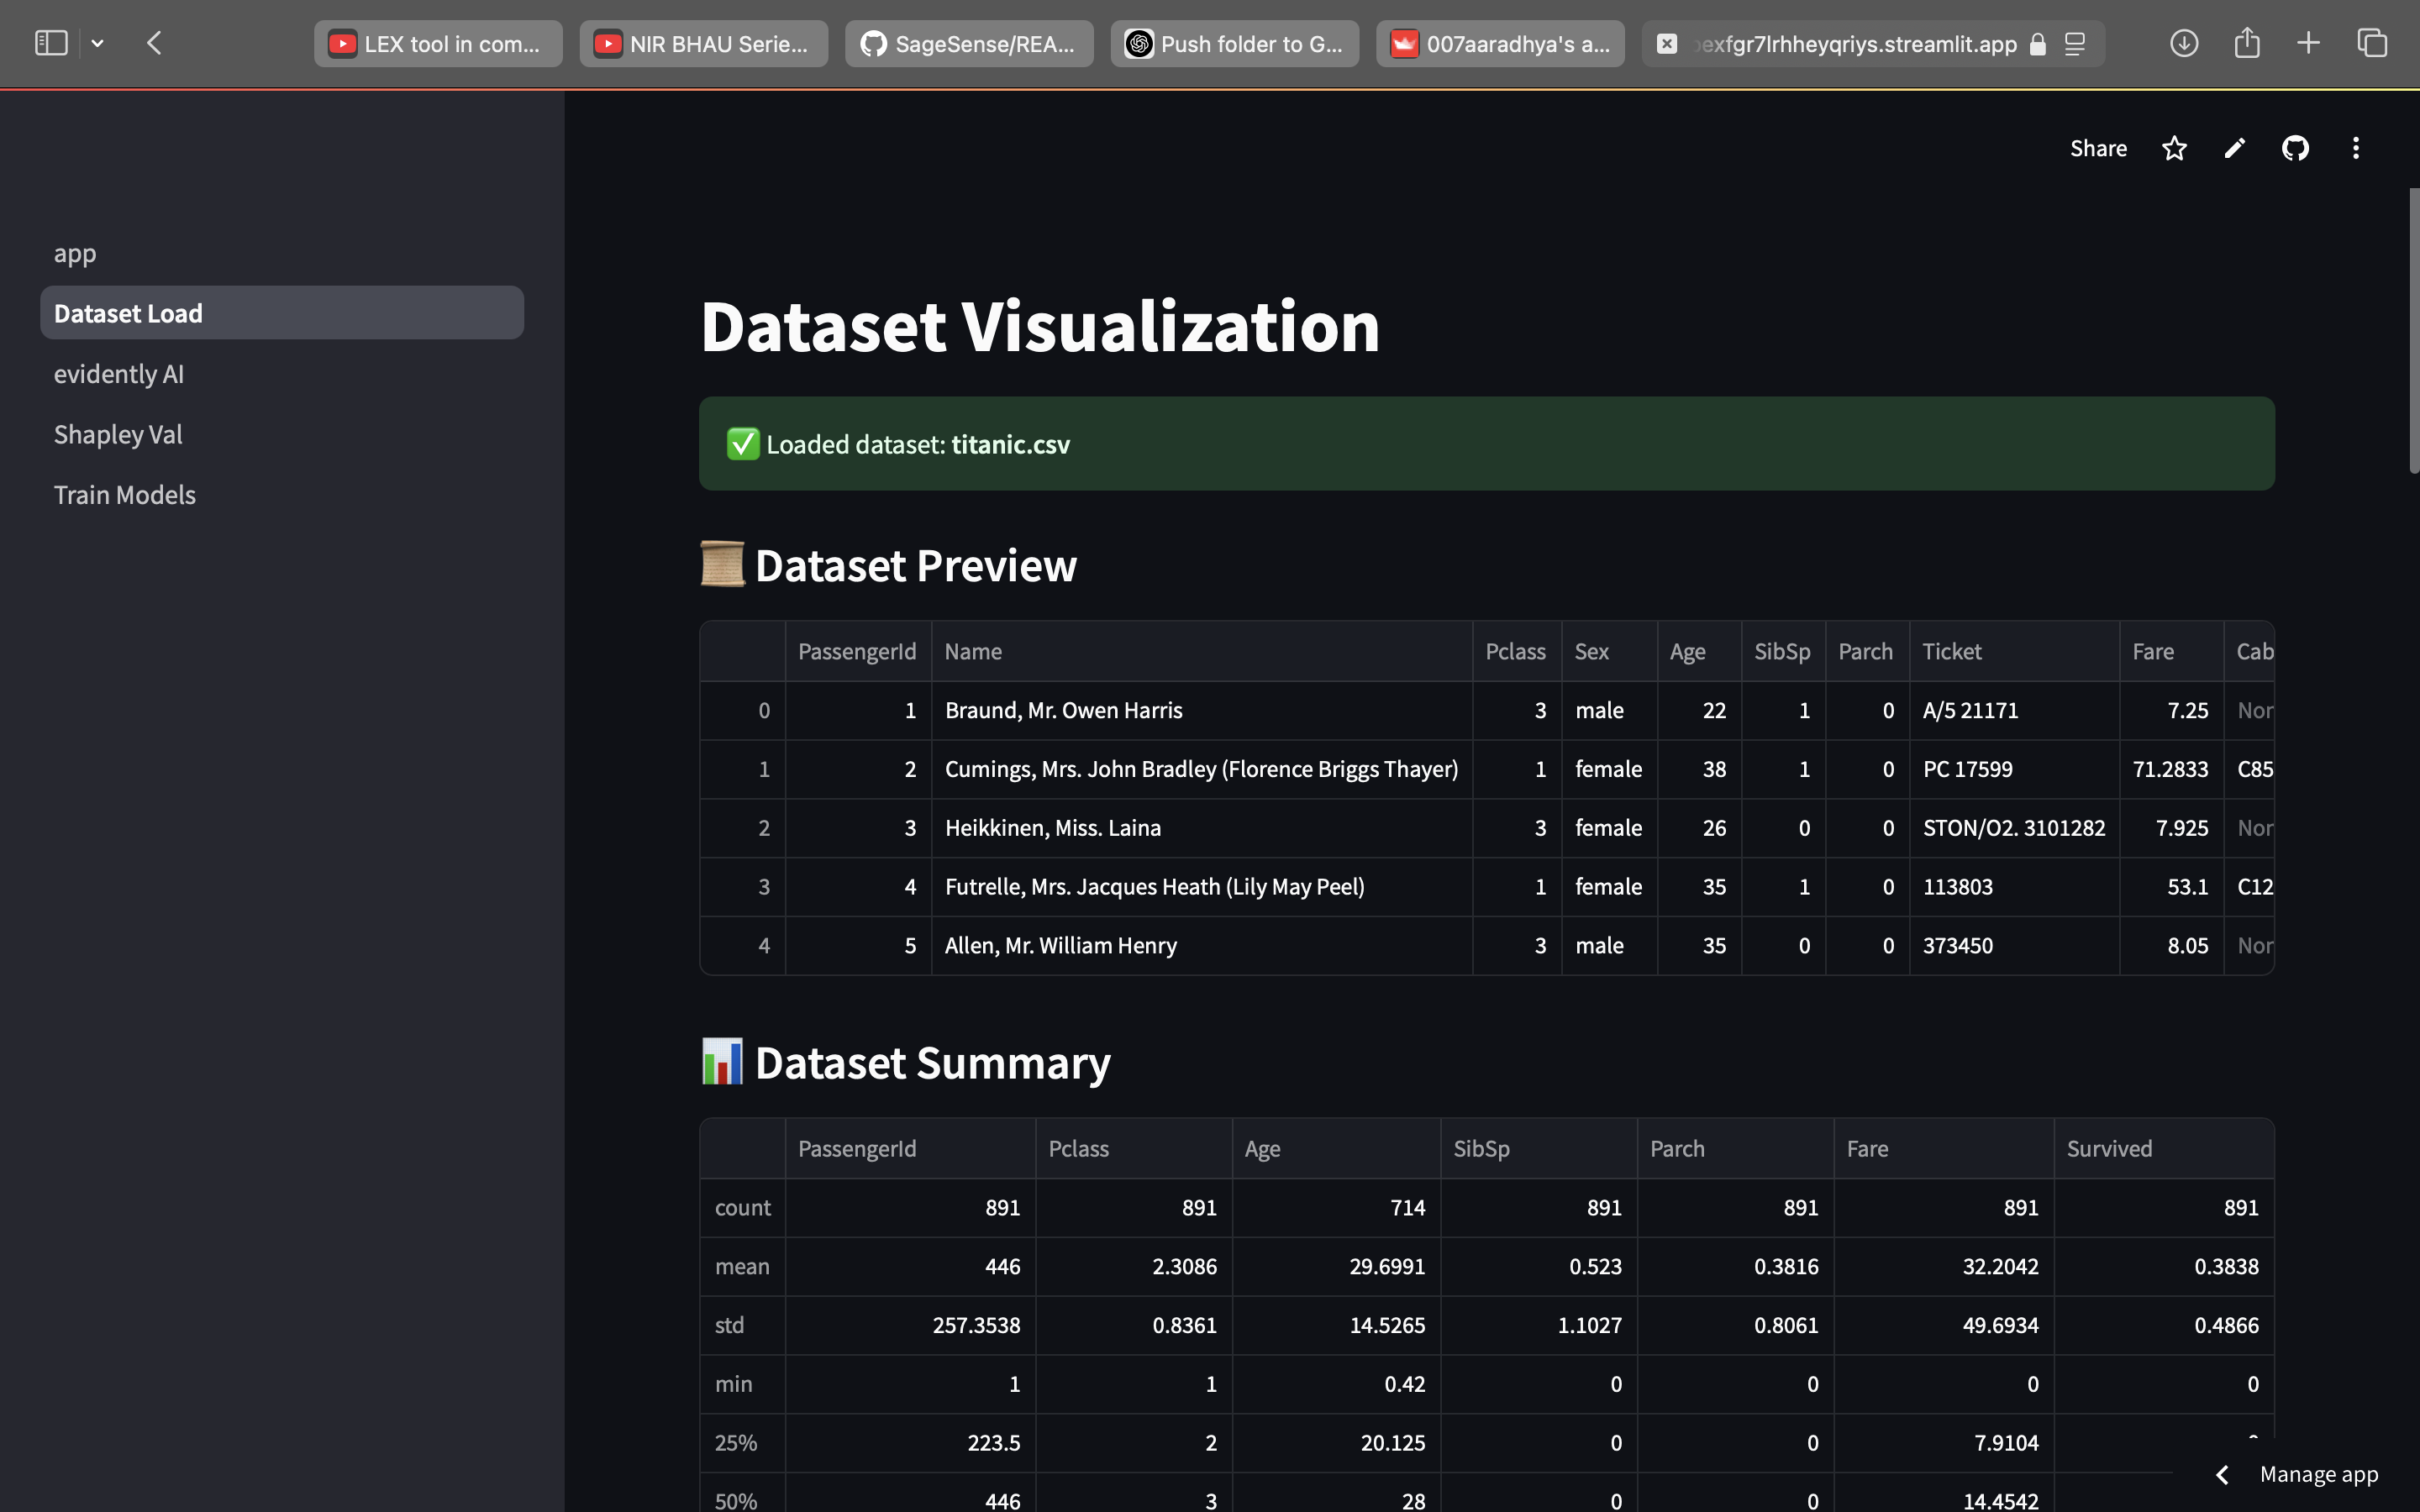 LEX tool in com... NIR BHAU Serie... SageSense/REA... Push folder to G... 007aaradhya's a... exfgr7lrhheyqriys.streamlit.app
Share
app
Dataset Load
evidently AI
Shapley Val
Train Models
Dataset Visualization
✅ Loaded dataset: titanic.csv
Dataset Preview
PassengerId Name Pclass Sex Age SibSp Parch Ticket Fare Cab
0 1 Braund, Mr. Owen Harris 3 male 22 1 0 A/5 21171 7.25 Nor
1 2 Cumings, Mrs. John Bradley (Florence Briggs Thayer) 1 female 38 1 0 PC 17599 71.2833 C85
2 3 Heikkinen, Miss. Laina 3 female 26 0 0 STON/O2. 3101282 7.925 Nor
3 4 Futrelle, Mrs. Jacques Heath (Lily May Peel) 1 female 35 1 0 113803 53.1 C12
4 5 Allen, Mr. William Henry 3 male 35 0 0 373450 8.05 Nor
Dataset Summary
PassengerId Pclass Age SibSp Parch Fare Survived
count 891 891 714 891 891 891 891
mean 446 2.3086 29.6991 0.523 0.3816 32.2042 0.3838
std 257.3538 0.8361 14.5265 1.1027 0.8061 49.6934 0.4866
min 1 1 0.42 0 0 0 0
25% 223.5 2 20.125 0 0 7.9104
50% 446 3 28 0 0 14.4542
Manage app